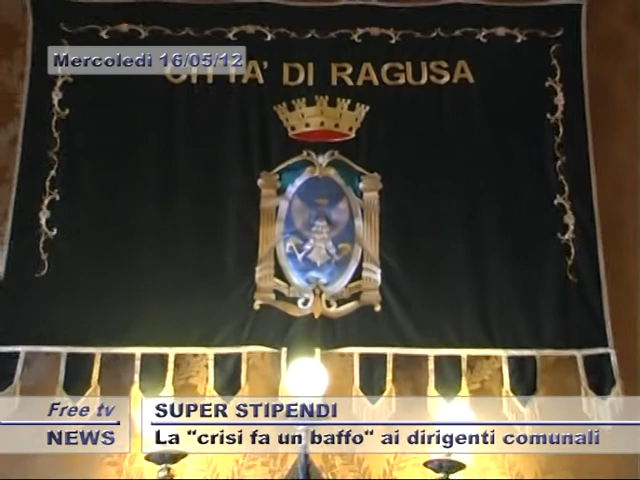 Mercoledì 16/05/12
CITTA' DI RAGUSA
Free tv
NEWS
SUPER STIPENDI
La "crisi fa un baffo" ai dirigenti comunali